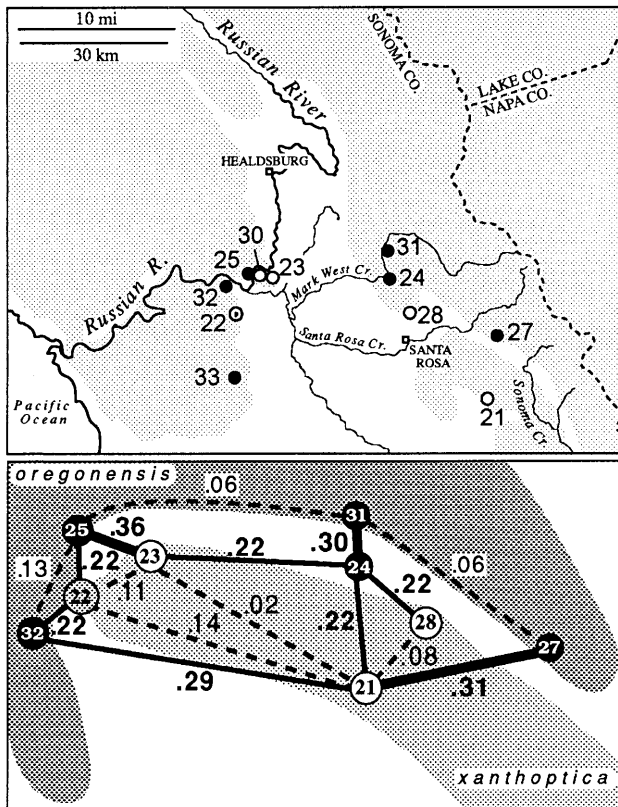 10 mi
30 km
Russian River
SONOMA CO.
LAKE CO.
NAPA CO.
HEALDSBURG
30
25
23
31
24
Mark West Cr.
32
Russian R.
22
28
27
Santa Rosa Cr.
SANTA ROSA
33
21
Sonoma Cr.
Pacific Ocean
oregonensis
.06
25
.36
31
.30
23
.22
24
.06
.13
.22
.11
.22
22
.02
.22
28
.22
.14
32
.08
27
.29
21
.31
xanthoptica